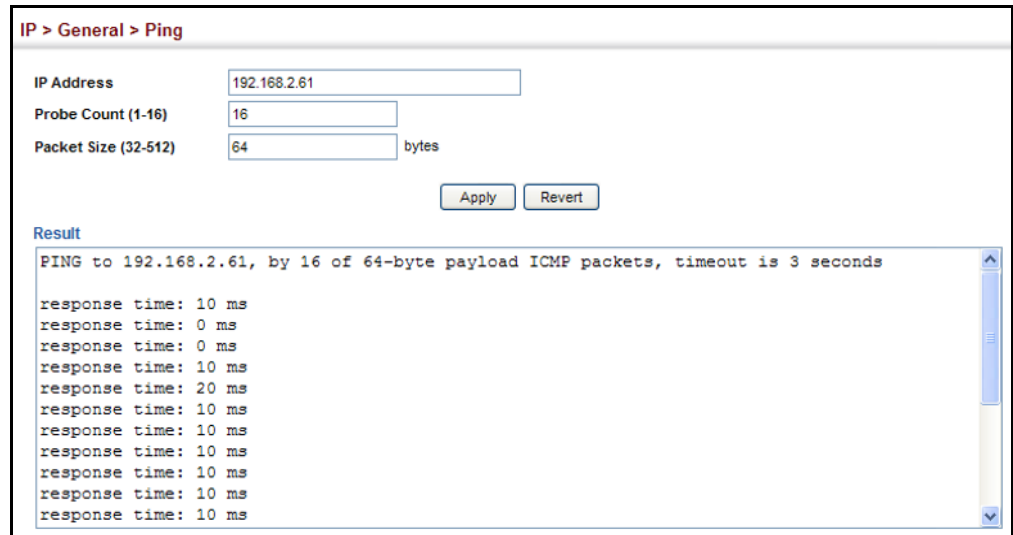 IP > General > Ping
IP Address 192.168.2.61
Probe Count (1-16) 16
Packet Size (32-512) 64 bytes
Apply Revert
Result
PING to 192.168.2.61, by 16 of 64-byte payload ICMP packets, timeout is 3 seconds
response time: 10 ms
response time: 0 ms
response time: 0 ms
response time: 10 ms
response time: 20 ms
response time: 10 ms
response time: 10 ms
response time: 10 ms
response time: 10 ms
response time: 10 ms
response time: 10 ms